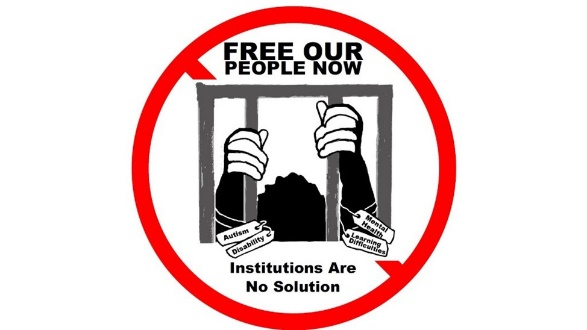 FREE OUR
PEOPLE NOW
Autism
Disability
Mental
Health
Learning
Difficulties
Institutions Are
No Solution